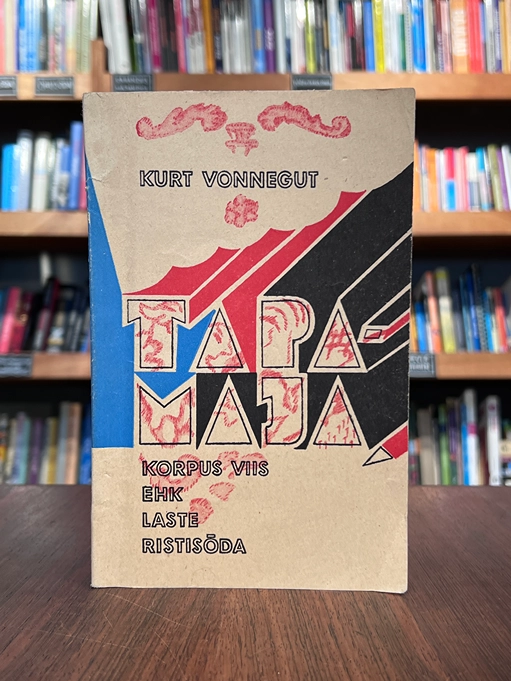 KURT VONNEGUT
TAPA-
MAJA
KORPUS VIIS
EHK
LASTE
RISTISÕDA